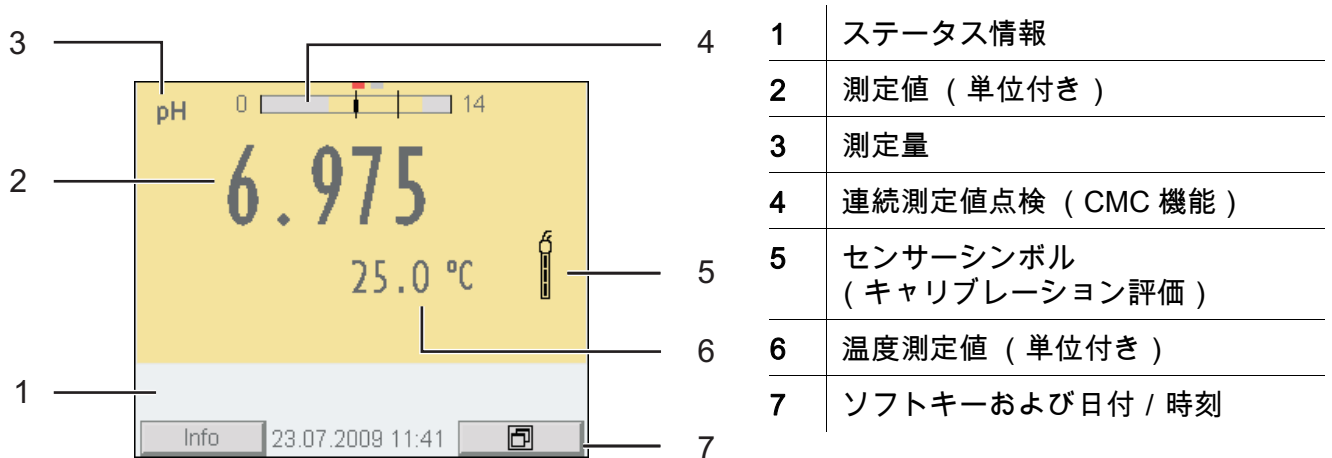 3
4
pH
0
14
2
6.975
25.0 °C
5
6
1
Info
23.07.2009 11:41
7
1 ステータス情報
2 測定値 ( 単位付き )
3 測定量
4 連続測定値点検 ( CMC 機能 )
5 センサーシンボル
( キャリブレーション評価 )
6 温度測定値 ( 単位付き )
7 ソフトキーおよび日付 / 時刻